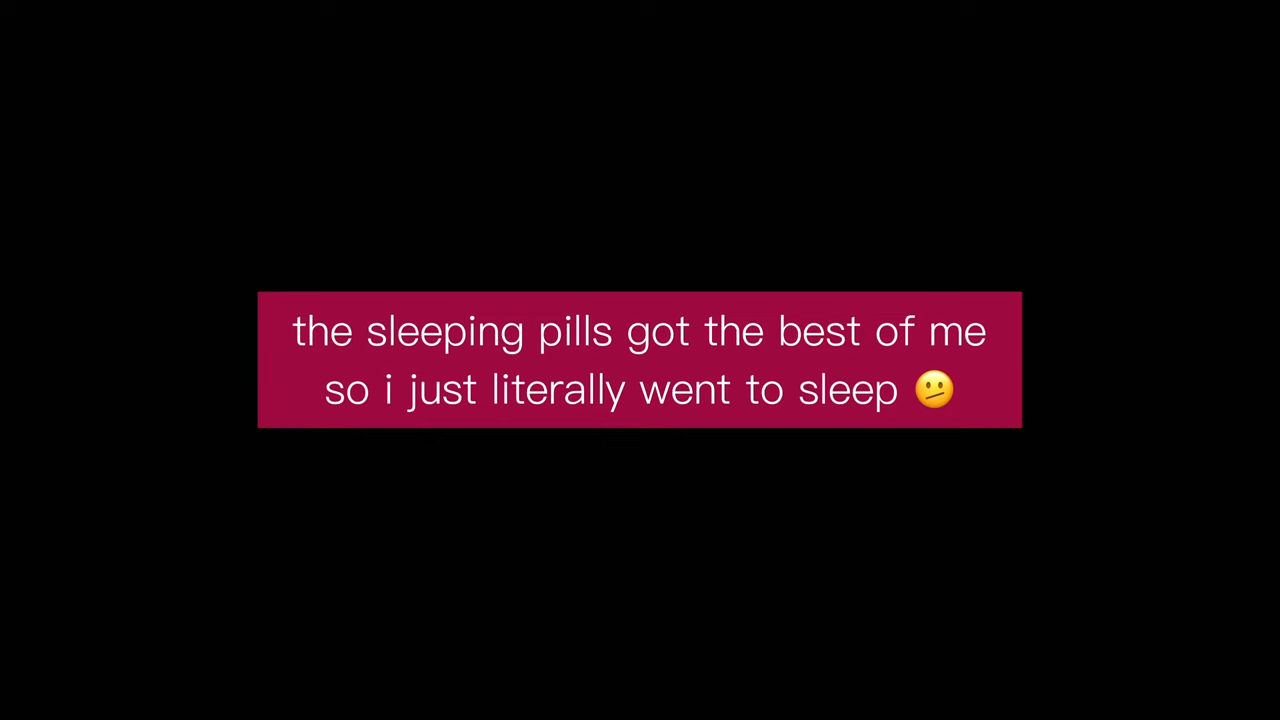 the sleeping pills got the best of me
so i just literally went to sleep 🫤